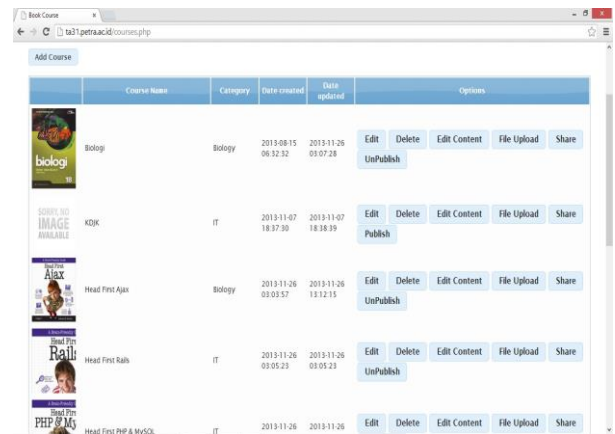 Book Course
ta31.petra.ac.id/courses.php
Add Course
Course Name Category Date created Date updated Options
biologi
Biologi Biology 2013-08-15 06:32:32 2013-11-26 01:07:28 Edit Delete Edit Content File Upload Share
UnPublish
SORRY, NO
IMAGE
AVAILABLE
KDJK IT 2013-11-07 18:37:30 2013-11-07 18:38:39 Edit Delete Edit Content File Upload Share
Publish
Head First
Ajax
Head First Ajax Biology 2013-11-26 03:03:57 2013-11-26 13:12:15 Edit Delete Edit Content File Upload Share
UnPublish
Head First
Rails
Head First Rails IT 2013-11-26 03:05:23 2013-11-26 03:05:23 Edit Delete Edit Content File Upload Share
UnPublish
Head First
PHP & My
Head First PHP & MySQL IT 2013-11-26 2013-11-26 Edit Delete Edit Content File Upload Share